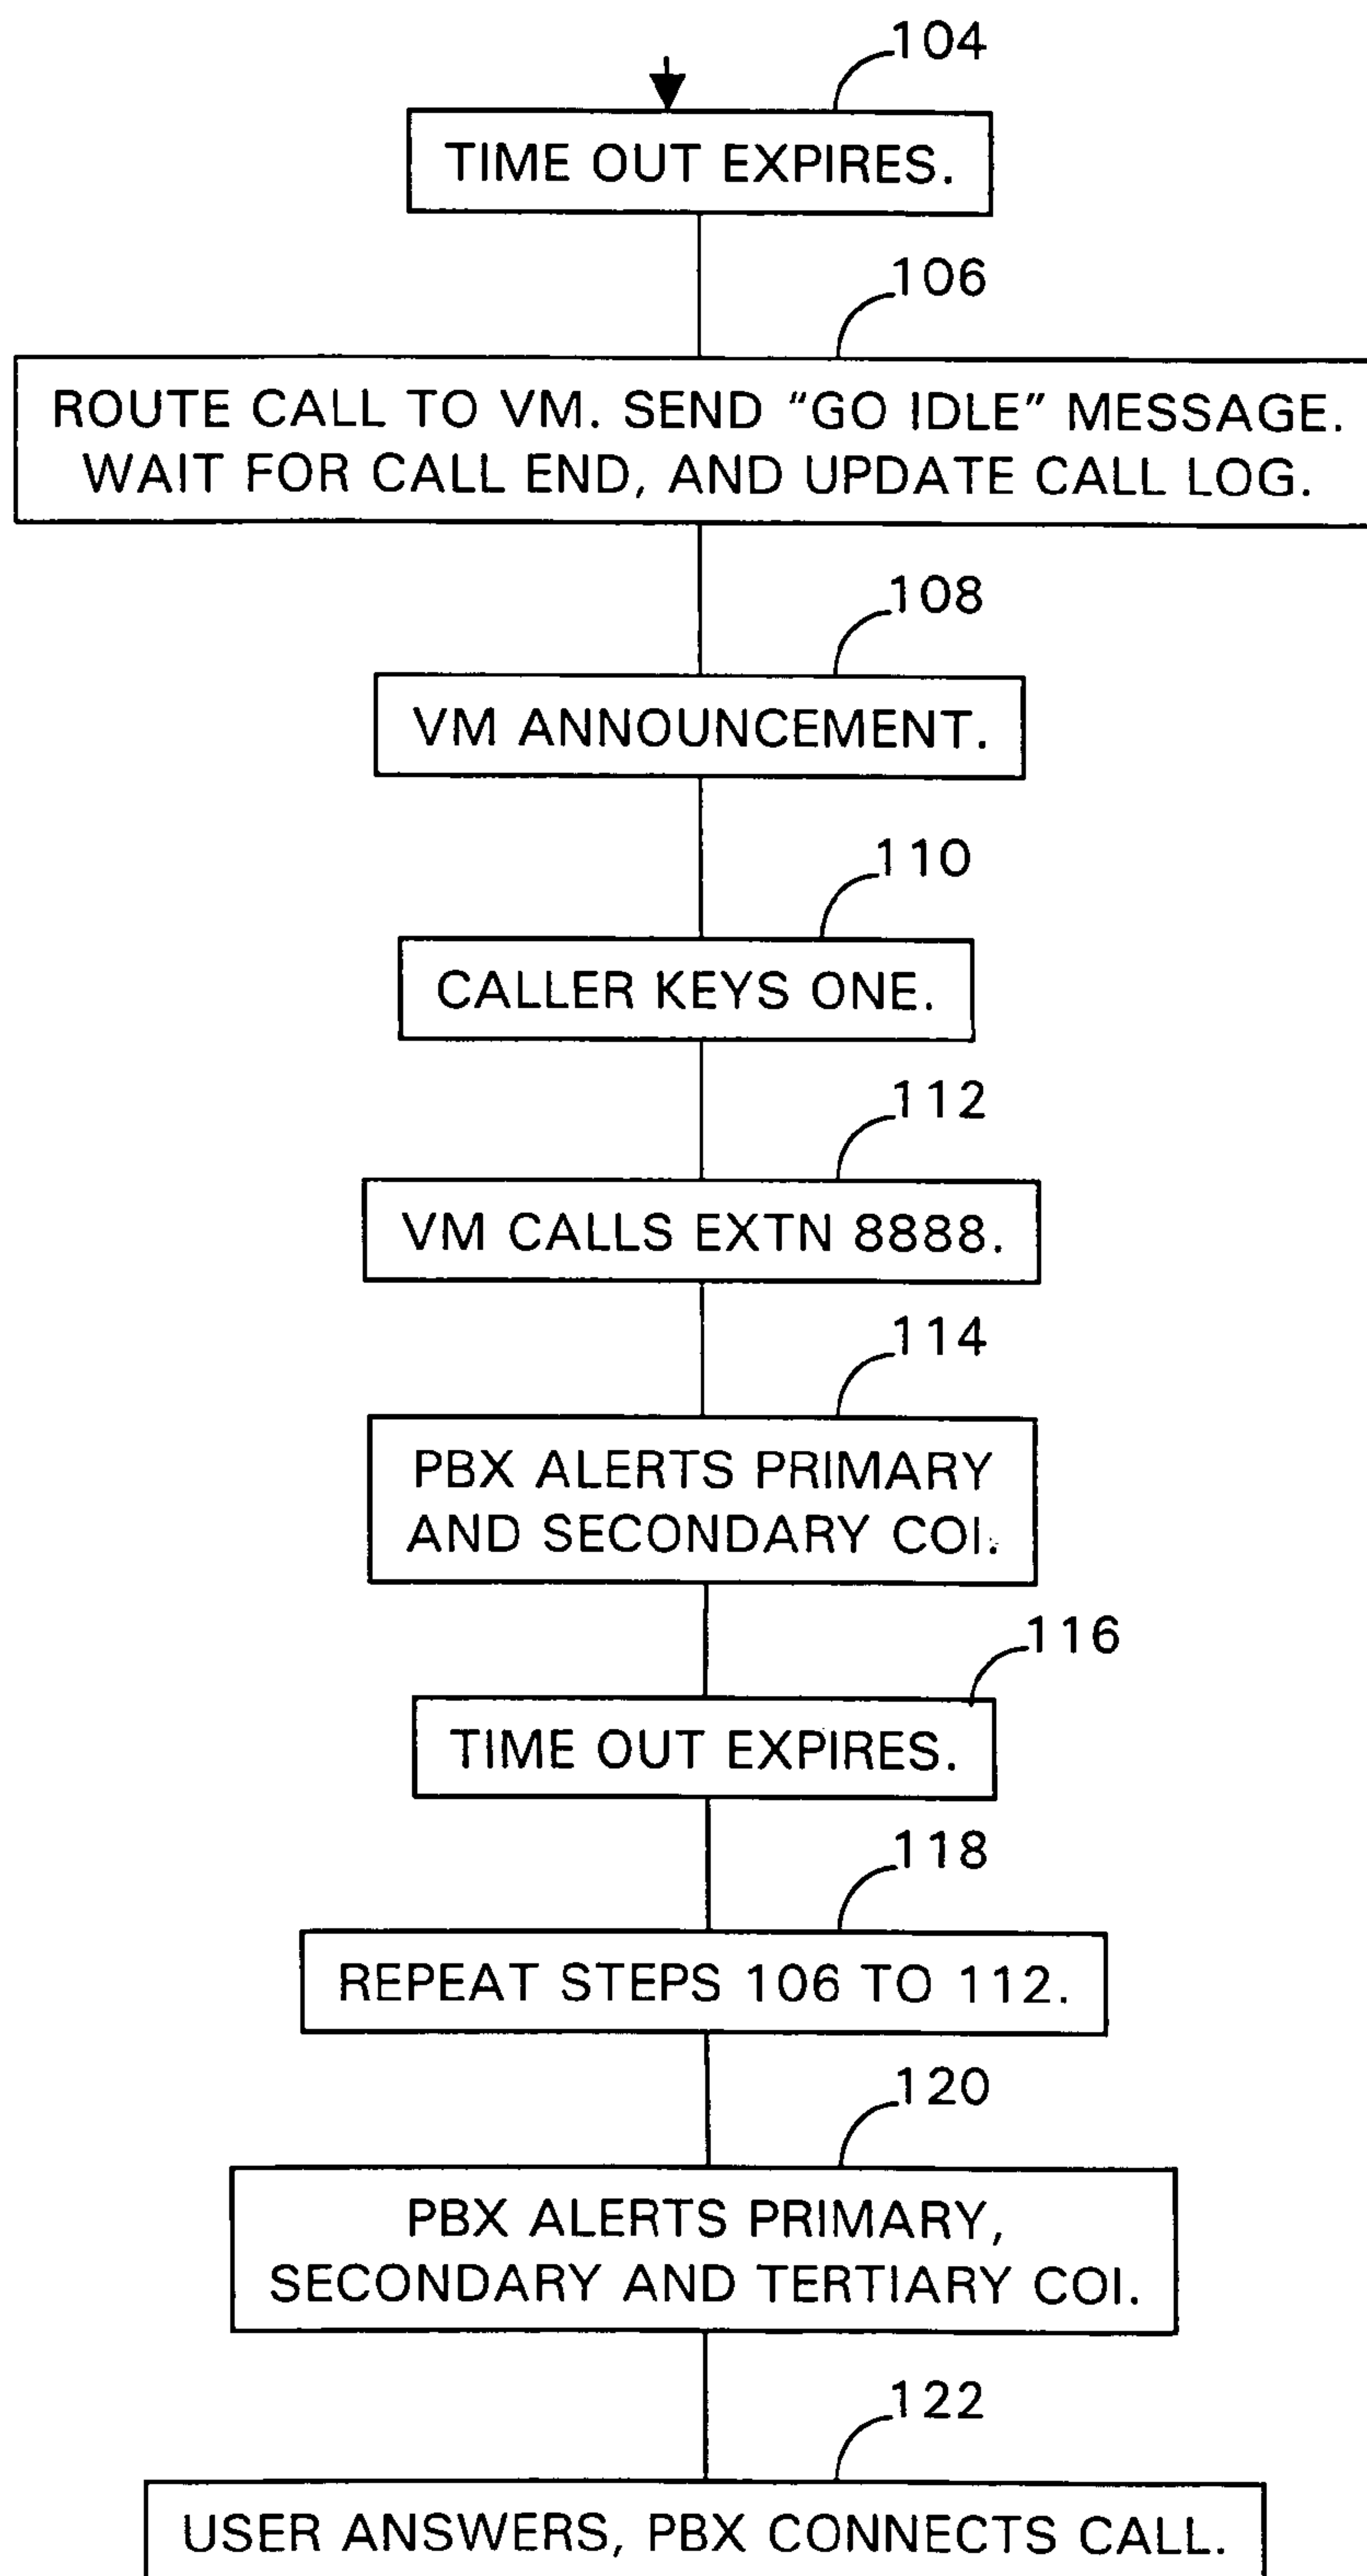 104
TIME OUT EXPIRES.
106
ROUTE CALL TO VM. SEND “GO IDLE” MESSAGE.
WAIT FOR CALL END, AND UPDATE CALL LOG.
108
VM ANNOUNCEMENT.
110
CALLER KEYS ONE.
112
VM CALLS EXTN 8888.
114
PBX ALERTS PRIMARY
AND SECONDARY COI.
116
TIME OUT EXPIRES.
118
REPEAT STEPS 106 TO 112.
120
PBX ALERTS PRIMARY,
SECONDARY AND TERTIARY COI.
122
USER ANSWERS, PBX CONNECTS CALL.